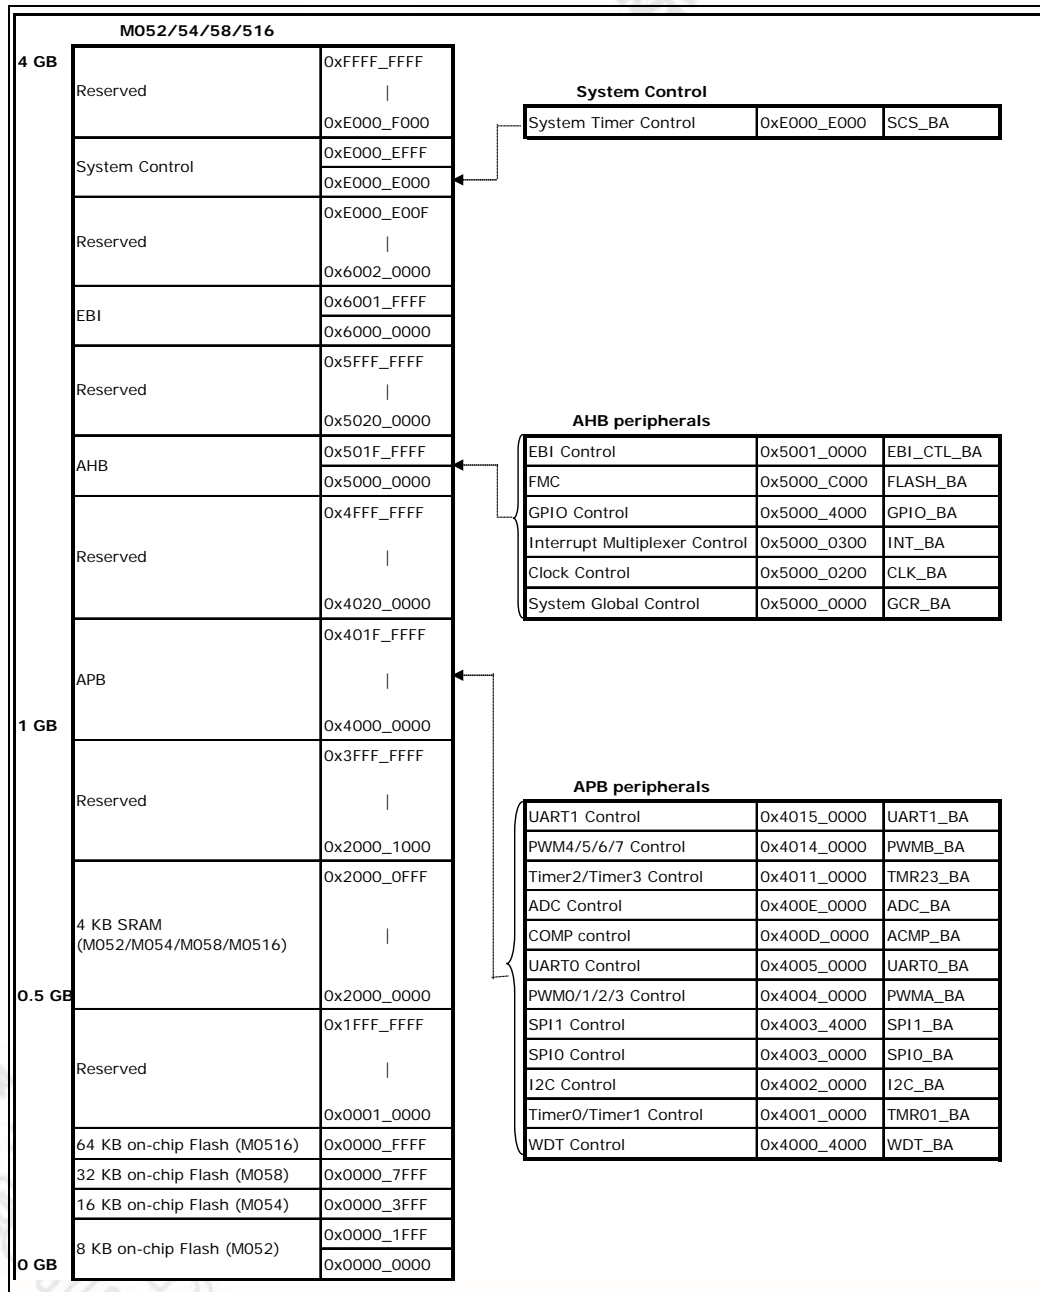 M052/54/58/516
4 GB
Reserved
0xFFFF_FFFF
|
0xE000_F000
System Control
0xE000_EFFF
0xE000_E000
Reserved
0xE000_E00F
|
0x6002_0000
EBI
0x6001_FFFF
0x6000_0000
Reserved
0x5FFF_FFFF
|
0x5020_0000
AHB
0x501F_FFFF
0x5000_0000
Reserved
0x4FFF_FFFF
|
0x4020_0000
APB
0x401F_FFFF
|
0x4000_0000
1 GB
Reserved
0x3FFF_FFFF
|
0x2000_1000
4 KB SRAM
(M052/M054/M058/M0516)
0x2000_0FFF
|
0x2000_0000
0.5 GB
Reserved
0x1FFF_FFFF
|
0x0001_0000
64 KB on-chip Flash (M0516) 0x0000_FFFF
32 KB on-chip Flash (M058) 0x0000_7FFF
16 KB on-chip Flash (M054) 0x0000_3FFF
8 KB on-chip Flash (M052)
0x0000_1FFF
0x0000_0000
0 GB
System Control
System Timer Control 0xE000_E000 SCS_BA
AHB peripherals
EBI Control 0x5001_0000 EBI_CTL_BA
FMC 0x5000_C000 FLASH_BA
GPIO Control 0x5000_4000 GPIO_BA
Interrupt Multiplexer Control 0x5000_0300 INT_BA
Clock Control 0x5000_0200 CLK_BA
System Global Control 0x5000_0000 GCR_BA
APB peripherals
UART1 Control 0x4015_0000 UART1_BA
PWM4/5/6/7 Control 0x4014_0000 PWMB_BA
Timer2/Timer3 Control 0x4011_0000 TMR23_BA
ADC Control 0x400E_0000 ADC_BA
COMP control 0x400D_0000 ACMP_BA
UART0 Control 0x4005_0000 UART0_BA
PWM0/1/2/3 Control 0x4004_0000 PWMA_BA
SPI1 Control 0x4003_4000 SPI1_BA
SPI0 Control 0x4003_0000 SPI0_BA
I2C Control 0x4002_0000 I2C_BA
Timer0/Timer1 Control 0x4001_0000 TMR01_BA
WDT Control 0x4000_4000 WDT_BA